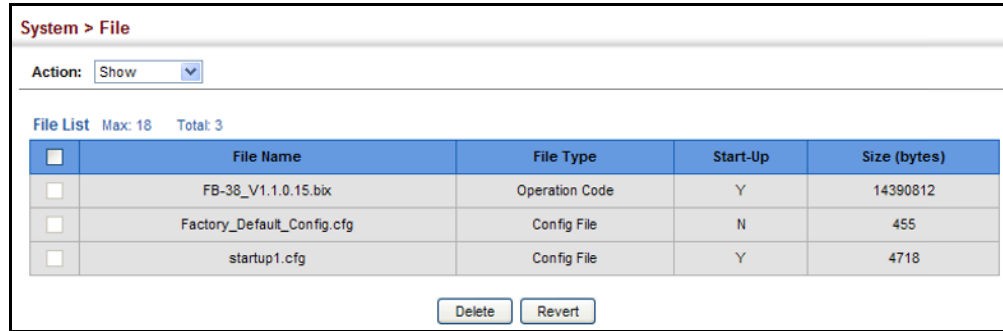 System > File
Action: Show
File List Max: 18 Total: 3
File Name File Type Start-Up Size (bytes)
FB-38_V1.1.0.15.bix Operation Code Y 14390812
Factory_Default_Config.cfg Config File N 455
startup1.cfg Config File Y 4718
Delete Revert